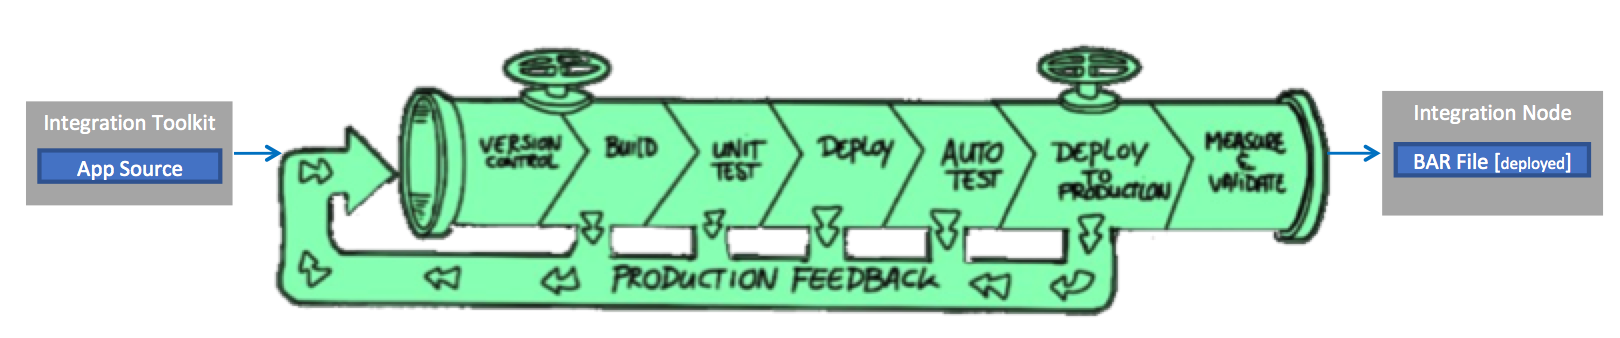 Integration Toolkit
App Source
VERSION
CONTROL
BUILD
UNIT
TEST
DEPLOY
AUTO
TEST
DEPLOY
TO
PRODUCTION
MEASURE
&
VALIDATE
PRODUCTION FEEDBACK
Integration Node
BAR File [deployed]